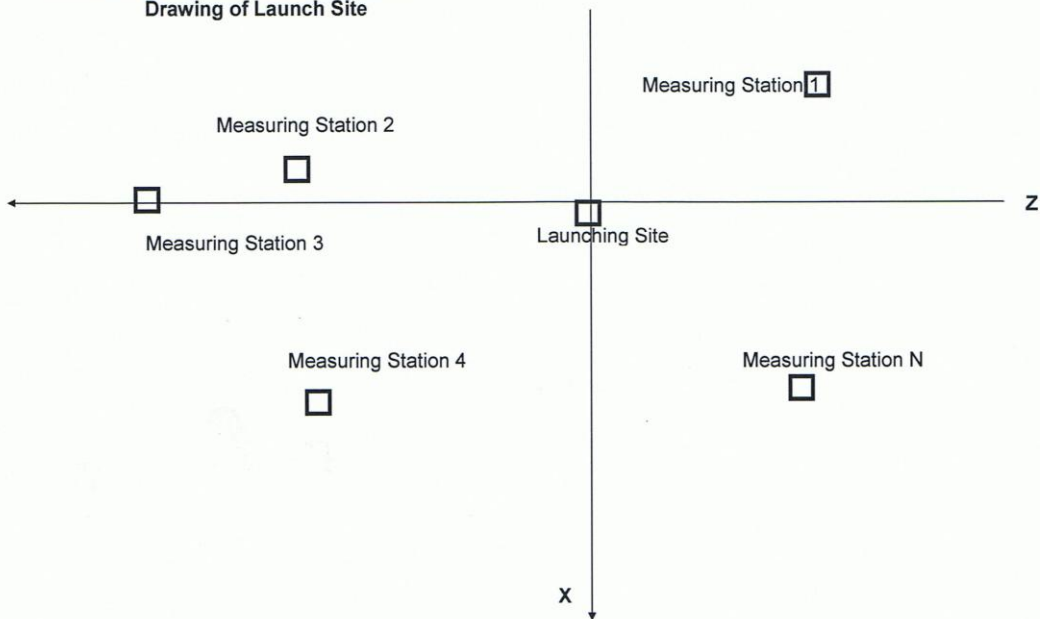 Drawing of Launch Site
Measuring Station 1
Measuring Station 2
Z
Launching Site
Measuring Station 3
Measuring Station 4
Measuring Station N
X